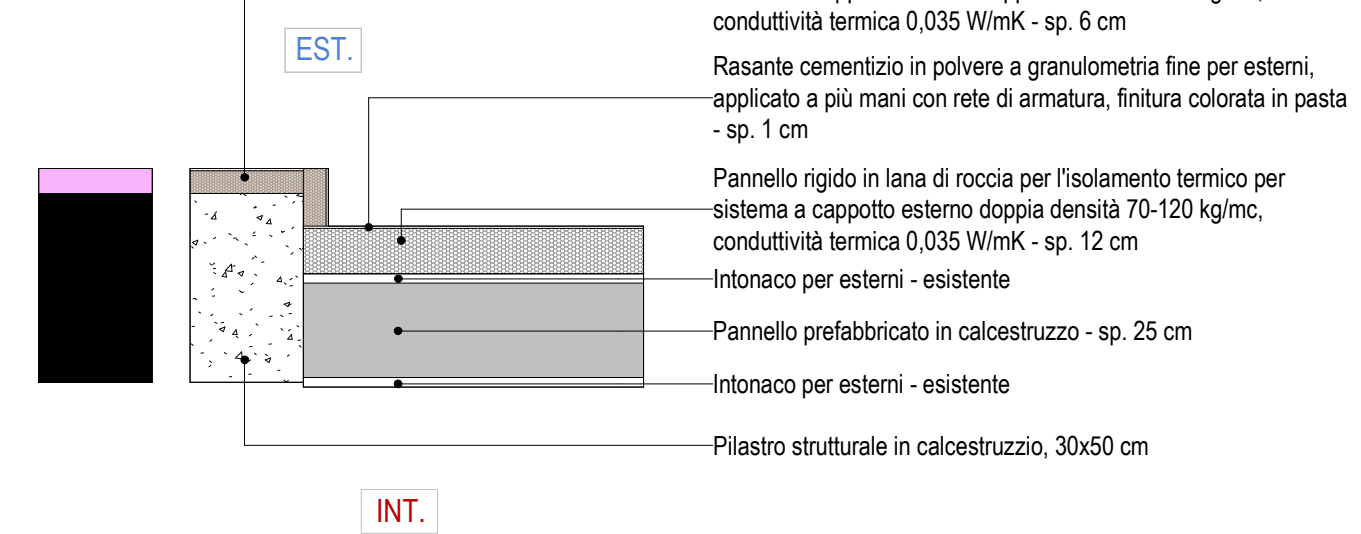 conduttività termica 0,035 W/mK - sp. 6 cm
EST.
Rasante cementizio in polvere a granulometria fine per esterni,
applicato a più mani con rete di armatura, finitura colorata in pasta
- sp. 1 cm
Pannello rigido in lana di roccia per l'isolamento termico per
sistema a cappotto esterno doppia densità 70-120 kg/mc,
conduttività termica 0,035 W/mK - sp. 12 cm
Intonaco per esterni - esistente
Pannello prefabbricato in calcestruzzo - sp. 25 cm
Intonaco per esterni - esistente
Pilastro strutturale in calcestruzzio, 30x50 cm
INT.